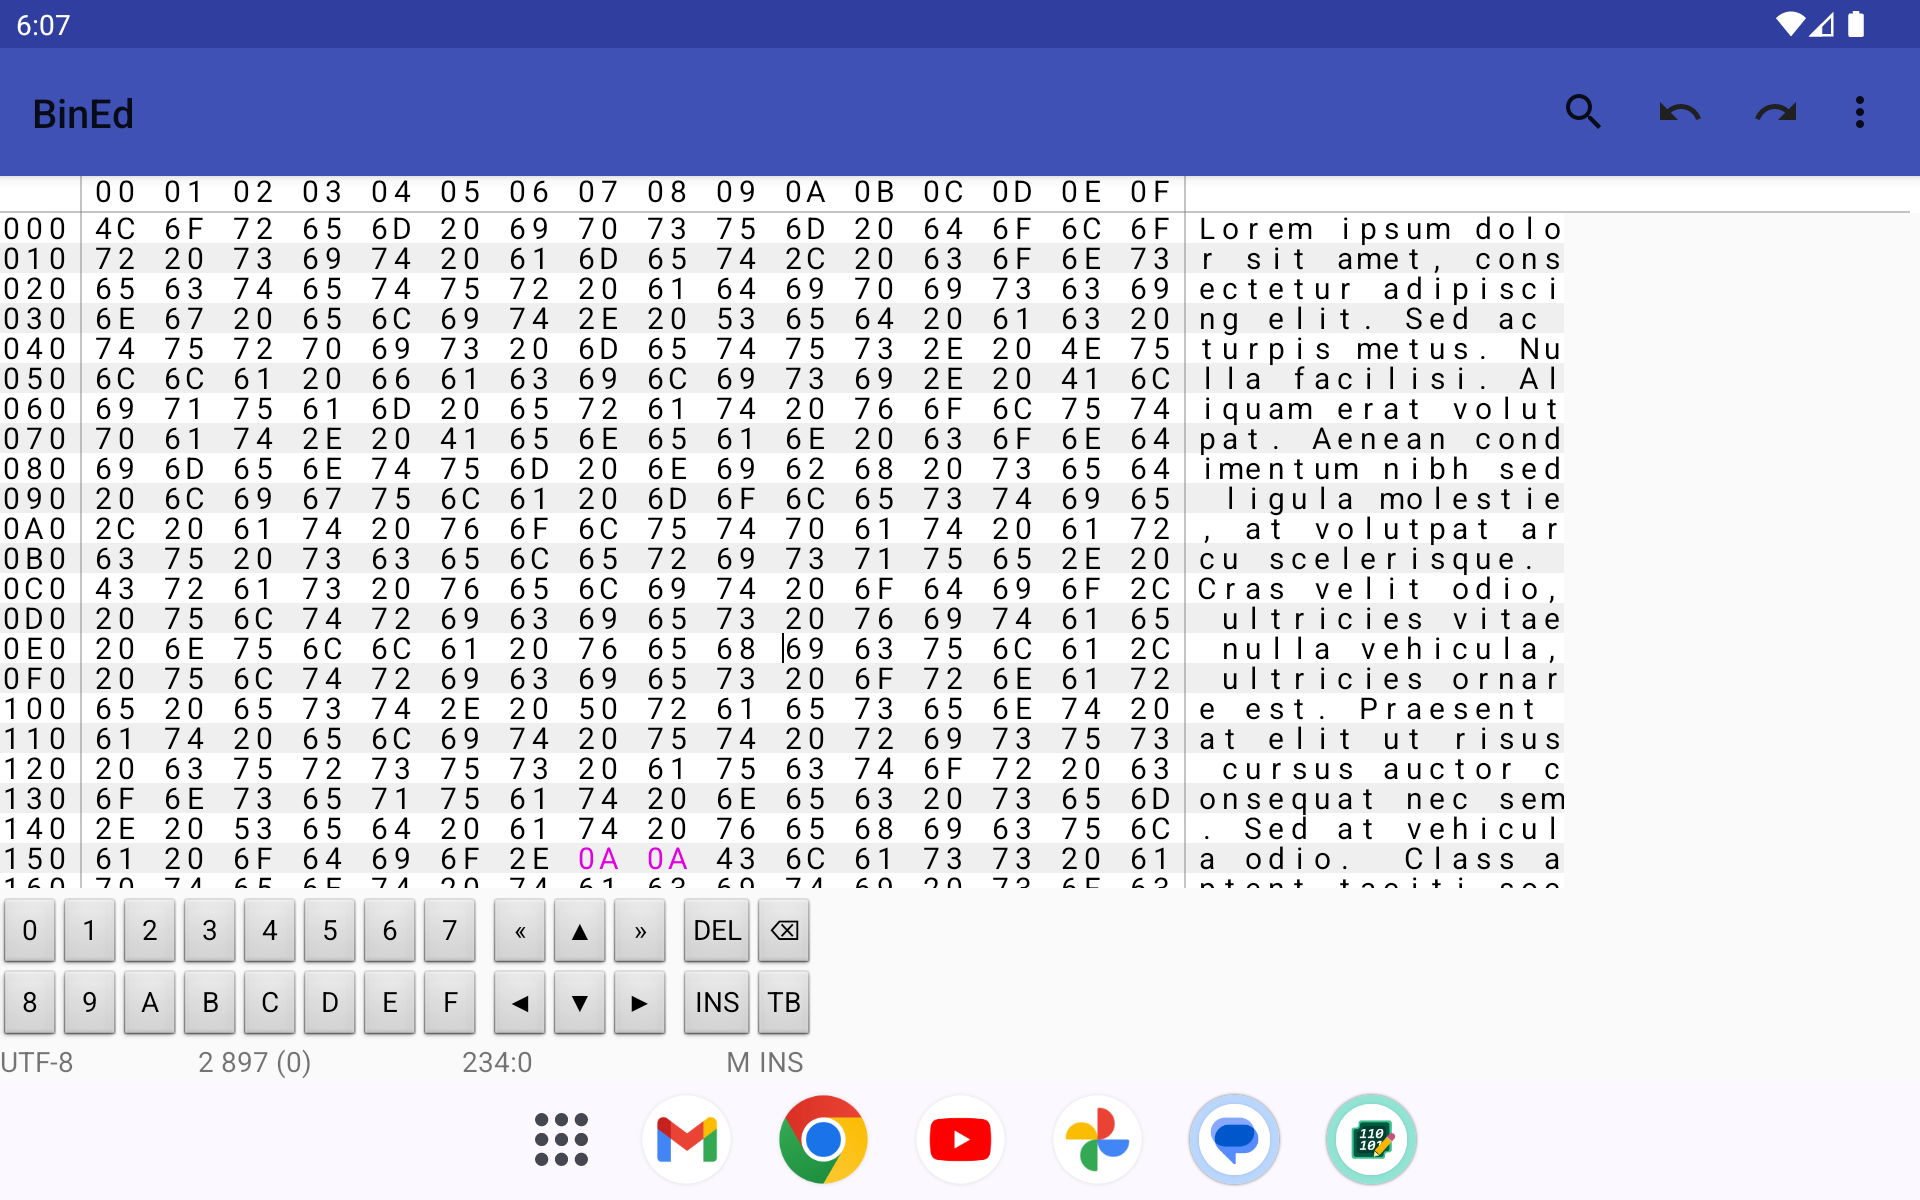 6:07
BinEd
00 01 02 03 04 05 06 07 08 09 0A 0B 0C 0D 0E 0F
000 4C 6F 72 65 6D 20 69 70 73 75 6D 20 64 6F 6C 6F Lorem ipsum dolo
010 72 20 73 69 74 20 61 6D 65 74 2C 20 63 6F 6E 73 r sit amet, cons
020 65 63 74 65 74 75 72 20 61 64 69 70 69 73 63 69 ectetur adipisci
030 6E 67 20 65 6C 69 74 2E 20 53 65 64 20 61 63 20 ng elit. Sed ac
040 74 75 72 70 69 73 20 6D 65 74 75 73 2E 20 4E 75 turpis metus. Nu
050 6C 6C 61 20 66 61 63 69 6C 69 73 69 2E 20 41 6C lla facilisi. Al
060 69 71 75 61 6D 20 65 72 61 74 20 76 6F 6C 75 74 iquam erat volut
070 70 61 74 2E 20 41 65 6E 65 61 6E 20 63 6F 6E 64 pat. Aenean cond
080 69 6D 65 6E 74 75 6D 20 6E 69 62 68 20 73 65 64 imentum nibh sed
090 20 6C 69 67 75 6C 61 20 6D 6F 6C 65 73 74 69 65 ligula molestie
0A0 2C 20 61 74 20 76 6F 6C 75 74 70 61 74 20 61 72 , at volutpat ar
0B0 63 75 20 73 63 65 6C 65 72 69 73 71 75 65 2E 20 cu scelerisque.
0C0 43 72 61 73 20 76 65 6C 69 74 20 6F 64 69 6F 2C Cras velit odio,
0D0 20 75 6C 74 72 69 63 69 65 73 20 76 69 74 61 65 ultricies vitae
0E0 20 6E 75 6C 6C 61 20 76 65 68 69 63 75 6C 61 2C nulla vehicula,
0F0 20 75 6C 74 72 69 63 69 65 73 20 6F 72 6E 61 72 ultricies ornar
100 65 20 65 73 74 2E 20 50 72 61 65 73 65 6E 74 20 e est. Praesent
110 61 74 20 65 6C 69 74 20 75 74 20 72 69 73 75 73 at elit ut risus
120 20 63 75 72 73 75 73 20 61 75 63 74 6F 72 20 63 cursus auctor c
130 6F 6E 73 65 71 75 61 74 20 6E 65 63 20 73 65 6D onsequat nec sem
140 2E 20 53 65 64 20 61 74 20 76 65 68 69 63 75 6C . Sed at vehicul
150 61 20 6F 64 69 6F 2E 0A 0A 43 6C 61 73 73 20 61 a odio. Class a
160 70 74 65 6E 74 20 74 61 63 69 74 69 20 73 6F 63 ptent taciti soc
0 1 2 3 4 5 6 7 « ▲ » DEL ⌫
8 9 A B C D E F ◄ ▼ ► INS TB
UTF-8 2 897 (0) 234:0 M INS
110
101